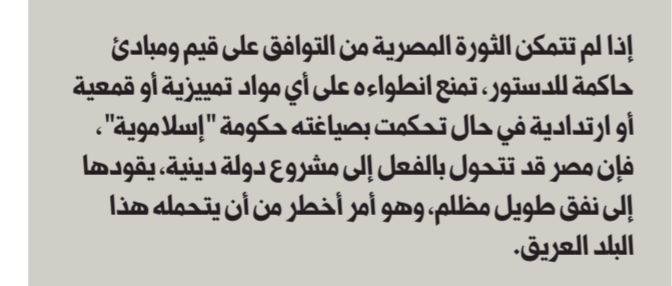 إذا لم تتمكن الثورة المصرية من التوافق على قيم ومبادئ
حاكمة للدستور، تمنع انطواءه على أي مواد تمييزية أو قمعية
أو ارتدادية في حال تحكمت بصياغته حكومة "إسلاموية"،
فإن مصر قد تتحول بالفعل إلى مشروع دولة دينية، يقودها
إلى نفق طويل مظلم، وهو أمر أخطر من أن يتحمله هذا
البلد العريق.